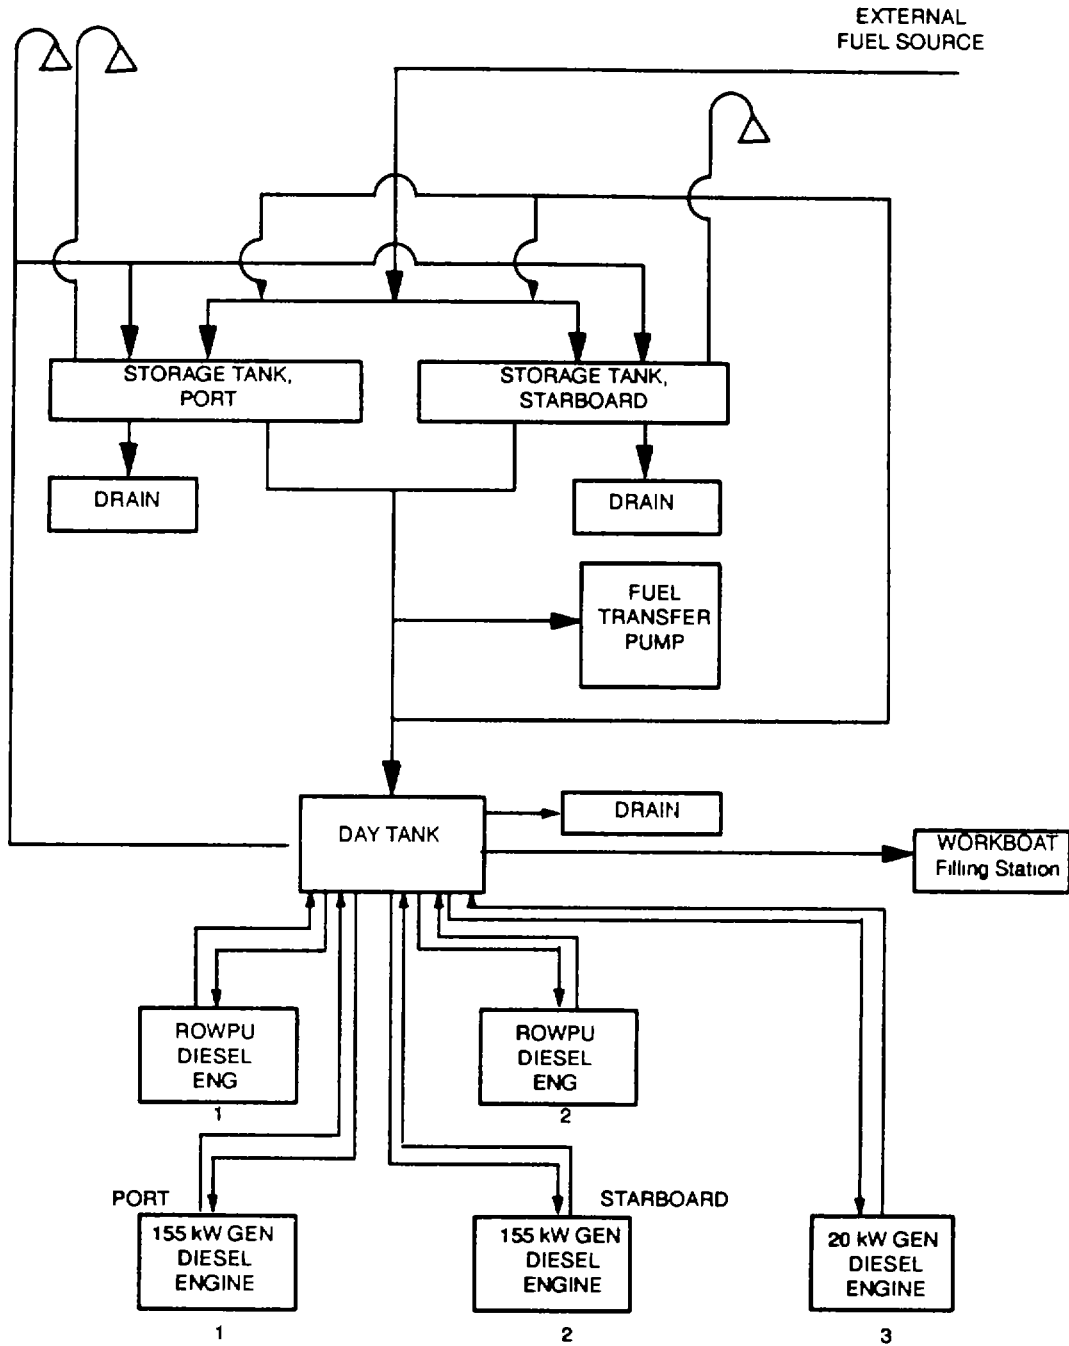 EXTERNAL
FUEL SOURCE
STORAGE TANK,
PORT
STORAGE TANK,
STARBOARD
DRAIN
DRAIN
FUEL
TRANSFER
PUMP
DAY TANK
DRAIN
WORKBOAT
Filling Station
ROWPU
DIESEL
ENG
1
ROWPU
DIESEL
ENG
2
PORT
155 kW GEN
DIESEL
ENGINE
1
STARBOARD
155 kW GEN
DIESEL
ENGINE
2
20 kW GEN
DIESEL
ENGINE
3